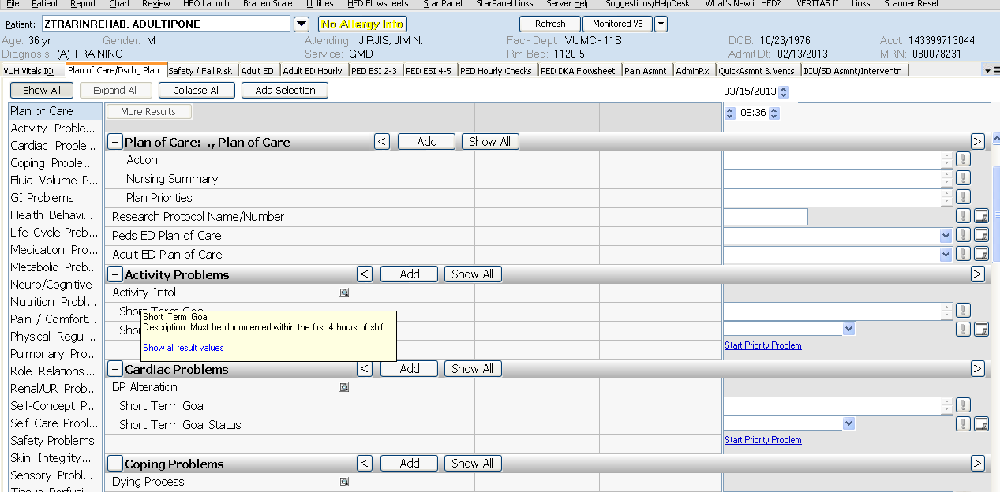 File Patient Report Chart Review HEO Launch Braden Scale Utilities HED Flowsheets Star Panel StarPanel Links Server Help Suggestions/HelpDesk What's New in HED? VERITAS II Links Scanner Reset
Patient: ZTRARINREHAB, ADULTIPONE No Allergy Info Refresh Monitored VS
Age: 36 yr Gender: M Attending: JIRJIS, JIM N. Fac - Dept: VUMC - 11S DOB: 10/23/1976 Acct: 143399713044
Diagnosis: (A) TRAINING Service: GMD Rm-Bed: 1120-5 Admit Dt: 02/13/2013 MRN: 080078231
VUH Vitals IO Plan of Care/Dschg Plan Safety / Fall Risk Adult ED Adult ED Hourly PED ESI 2-3 PED ESI 4-5 PED Hourly Checks PED DKA Flowsheet Pain Asmnt AdminRx QuickAsmnt & Vents ICU/SD Asmnt/Interventn
Show All Expand All Collapse All Add Selection 03/15/2013
Plan of Care More Results 08:36
Activity Proble...
Cardiac Proble... − Plan of Care: ., Plan of Care < Add Show All >
Coping Proble... Action
Fluid Volume P... Nursing Summary
GI Problems Plan Priorities
Health Behavi... Research Protocol Name/Number
Life Cycle Prob... Peds ED Plan of Care
Medication Pro... Adult ED Plan of Care
Metabolic Prob... − Activity Problems < Add Show All >
Neuro/Cognitive Activity Intol
Nutrition Probl... Short Term Goal
Pain / Comfort... Short Term Goal
Physical Regul... Sho Description: Must be documented within the first 4 hours of shift
Pulmonary Pro... Show all result values Start Priority Problem
Role Relations... − Cardiac Problems < Add Show All >
Renal/UR Prob... BP Alteration
Self-Concept P... Short Term Goal
Self Care Probl... Short Term Goal Status
Safety Problems Start Priority Problem
Skin Integrity... − Coping Problems < Add Show All >
Sensory Probl... Dying Process